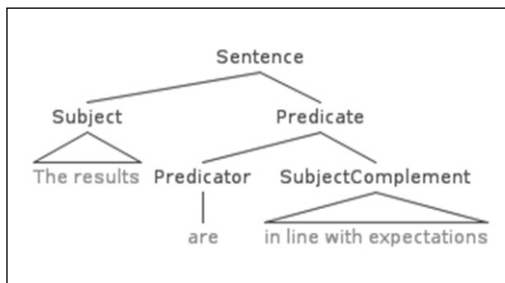 Sentence
Subject Predicate
The results Predicator SubjectComplement
are in line with expectations